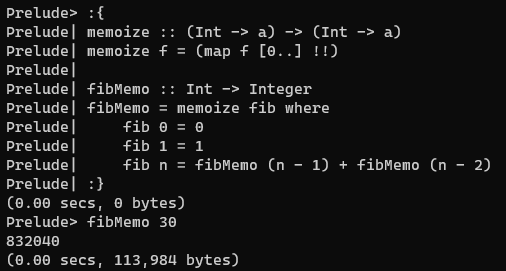 Prelude> :{
Prelude| memoize :: (Int -> a) -> (Int -> a)
Prelude| memoize f = (map f [0..] !!)
Prelude|
Prelude| fibMemo :: Int -> Integer
Prelude| fibMemo = memoize fib where
Prelude|     fib 0 = 0
Prelude|     fib 1 = 1
Prelude|     fib n = fibMemo (n - 1) + fibMemo (n - 2)
Prelude| :}
(0.00 secs, 0 bytes)
Prelude> fibMemo 30
832040
(0.00 secs, 113,984 bytes)